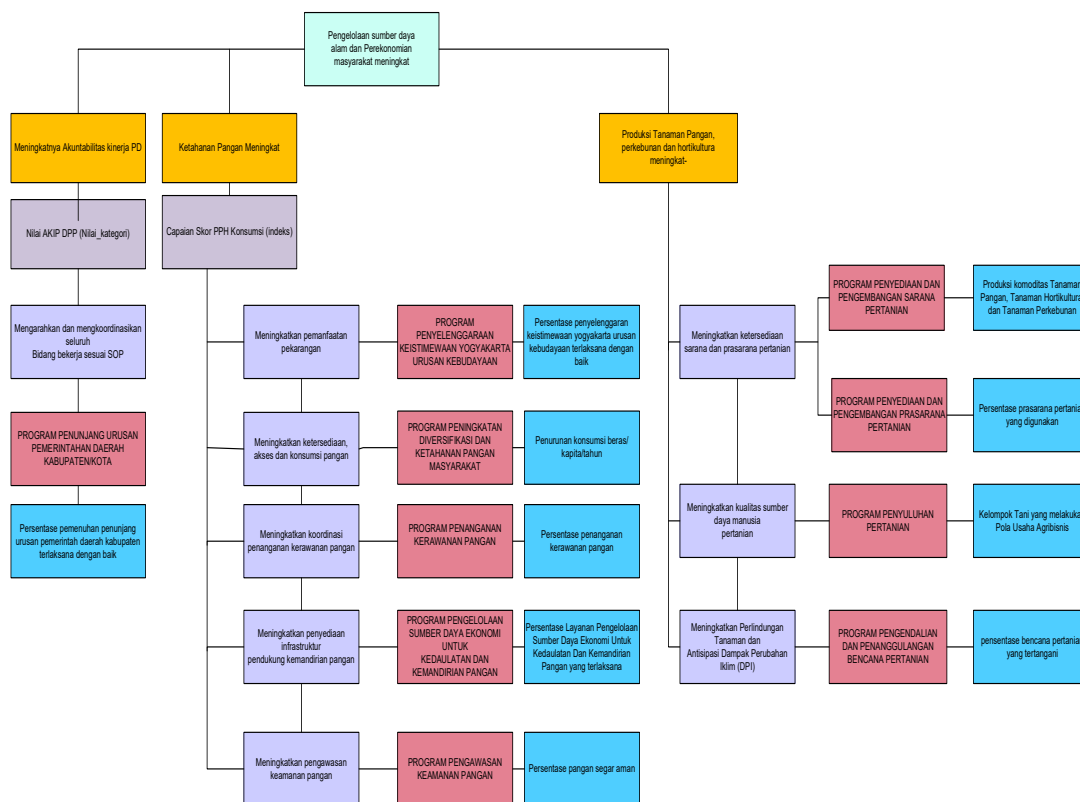 Pengelolaan sumber daya
alam dan Perekonomian
masyarakat meningkat
Meningkatnya Akuntabilitas kinerja PD
Ketahanan Pangan Meningkat
Produksi Tanaman Pangan,
perkebunan dan hortikultura
meningkat-
Nilai AKIP DPP (Nilai_kategori)
Capaian Skor PPH Konsumsi (indeks)
Mengarahkan dan mengkoordinasikan
seluruh
Bidang bekerja sesuai SOP
PROGRAM PENUNJANG URUSAN
PEMERINTAHAN DAERAH
KABUPATEN/KOTA
Persentase pemenuhan penunjang
urusan pemerintah daerah kabupaten
terlaksana dengan baik
Meningkatkan pemanfaatan
pekarangan
PROGRAM
PENYELENGGARAAN
KEISTIMEWAAN YOGYAKARTA
URUSAN KEBUDAYAAN
Persentase penyelenggaran
keistimewaan yogyakarta urusan
kebudayaan terlaksana dengan
baik
Meningkatkan ketersediaan,
akses dan konsumsi pangan
PROGRAM PENINGKATAN
DIVERSIFIKASI DAN
KETAHANAN PANGAN
MASYARAKAT
Penurunan konsumsi beras/
kapita/tahun
Meningkatkan koordinasi
penanganan kerawanan pangan
PROGRAM PENANGANAN
KERAWANAN PANGAN
Persentase penanganan
kerawanan pangan
Meningkatkan penyediaan
infrastruktur
pendukung kemandirian pangan
PROGRAM PENGELOLAAN
SUMBER DAYA EKONOMI
UNTUK
KEDAULATAN DAN
KEMANDIRIAN PANGAN
Persentase Layanan Pengelolaan
Sumber Daya Ekonomi Untuk
Kedaulatan Dan Kemandirian
Pangan yang terlaksana
Meningkatkan pengawasan
keamanan pangan
PROGRAM PENGAWASAN
KEAMANAN PANGAN
Persentase pangan segar aman
Meningkatkan ketersediaan
sarana dan prasarana pertanian
PROGRAM PENYEDIAAN DAN
PENGEMBANGAN SARANA
PERTANIAN
Produksi komoditas Tanaman
Pangan, Tanaman Hortikultura
dan Tanaman Perkebunan
PROGRAM PENYEDIAAN DAN
PENGEMBANGAN PRASARANA
PERTANIAN
Persentase prasarana pertania
yang digunakan
Meningkatkan kualitas sumber
daya manusia
pertanian
PROGRAM PENYULUHAN
PERTANIAN
Kelompok Tani yang melakuka
Pola Usaha Agribisnis
Meningkatkan Perlindungan
Tanaman dan
Antisipasi Dampak Perubahan
Iklim (DPI)
PROGRAM PENGENDALIAN
DAN PENANGGULANGAN
BENCANA PERTANIAN
pensentase bencana pertania
yang tertangani